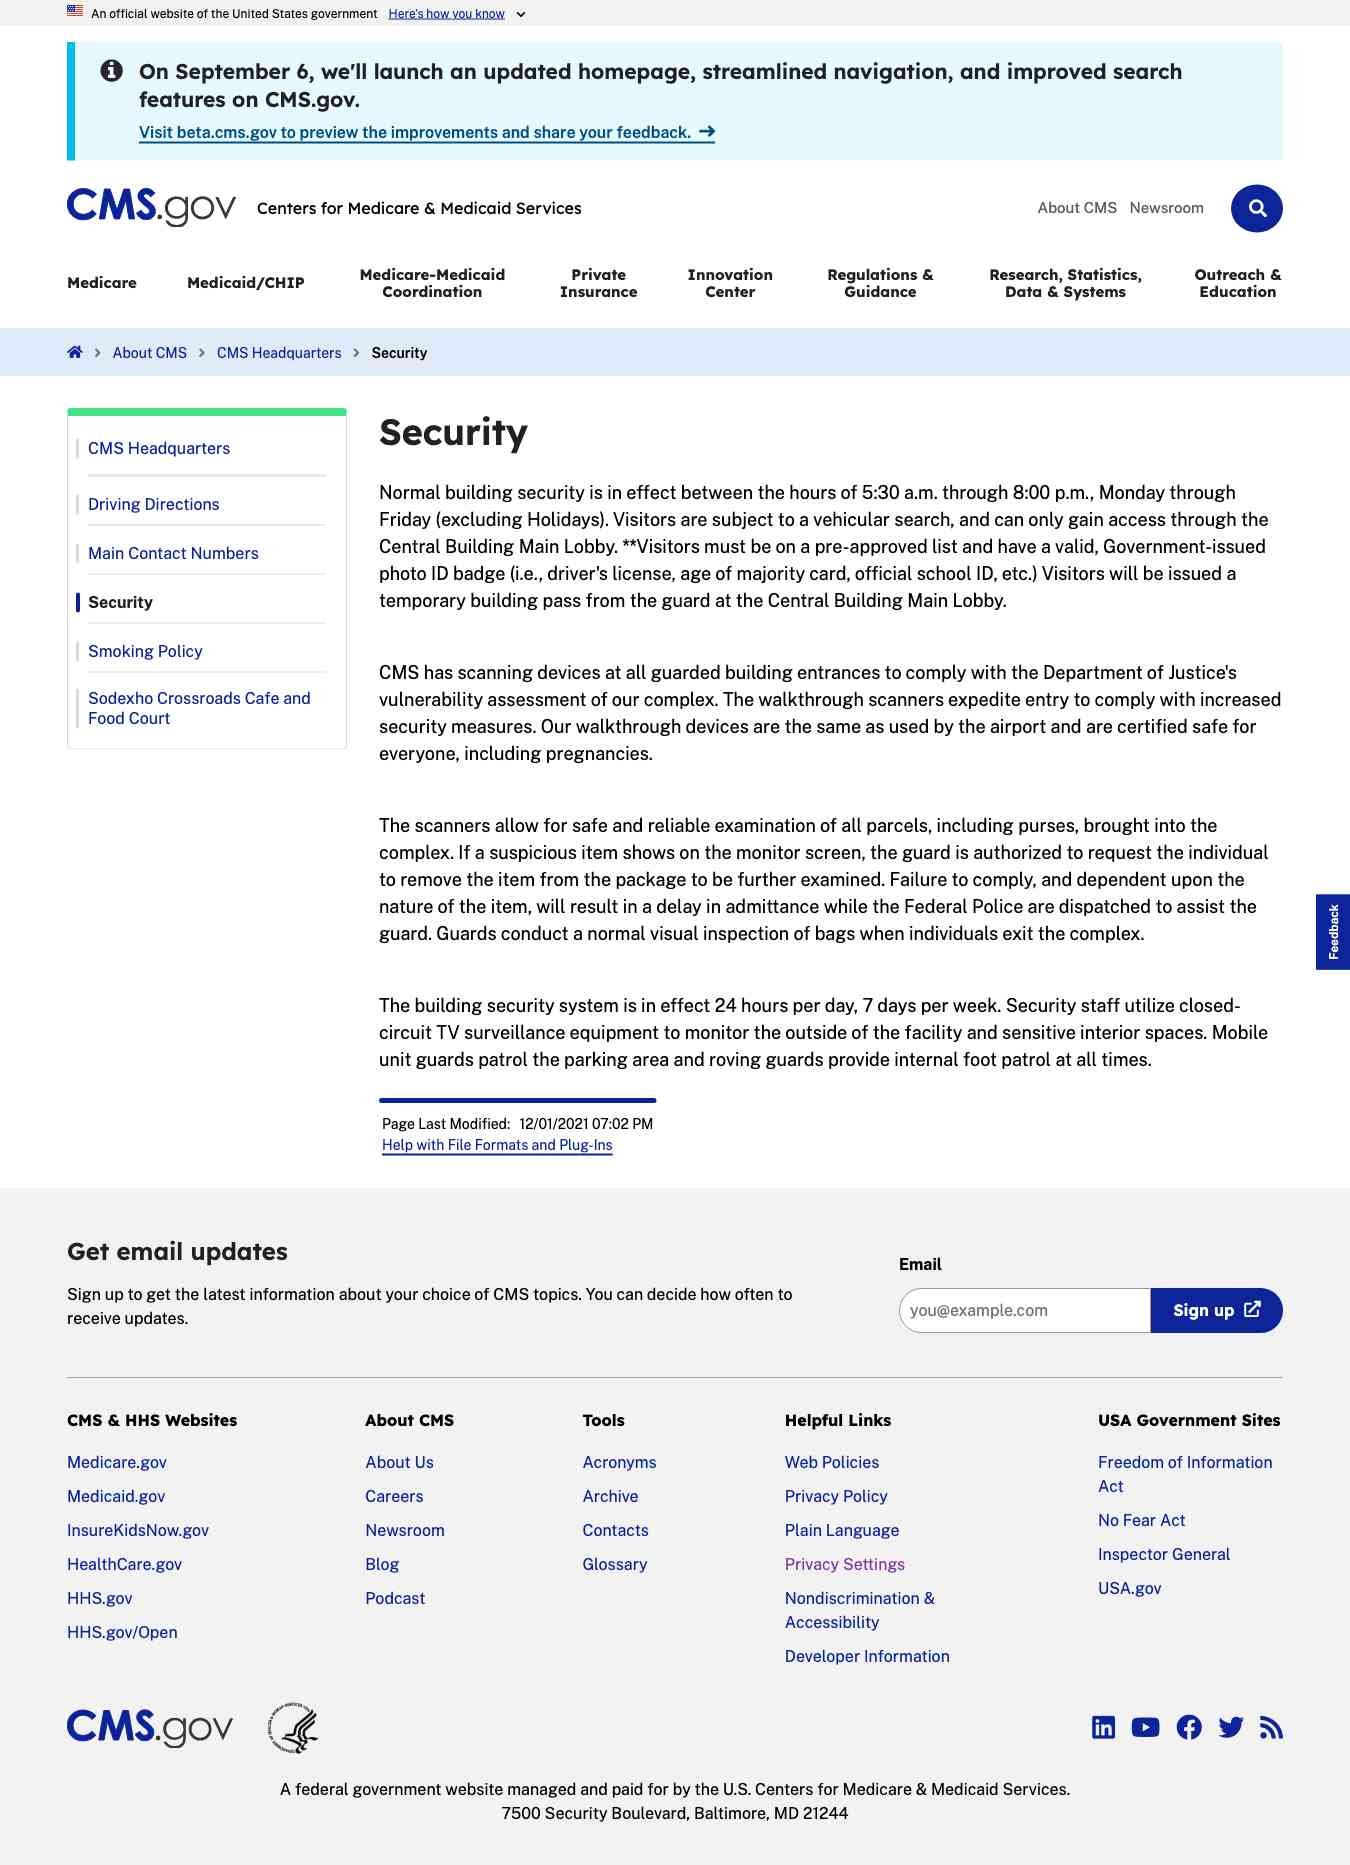 An official website of the United States government Here's how you know
On September 6, we'll launch an updated homepage, streamlined navigation, and improved search
features on CMS.gov.
Visit beta.cms.gov to preview the improvements and share your feedback.
CMS.gov Centers for Medicare & Medicaid Services
About CMS Newsroom
Medicare
Medicaid/CHIP
Medicare-Medicaid
Coordination
Private
Insurance
Innovation
Center
Regulations &
Guidance
Research, Statistics,
Data & Systems
Outreach &
Education
About CMS CMS Headquarters Security
CMS Headquarters
Driving Directions
Main Contact Numbers
Security
Smoking Policy
Sodexho Crossroads Cafe and
Food Court
Security
Normal building security is in effect between the hours of 5:30 a.m. through 8:00 p.m., Monday through
Friday (excluding Holidays). Visitors are subject to a vehicular search, and can only gain access through the
Central Building Main Lobby. **Visitors must be on a pre-approved list and have a valid, Government-issued
photo ID badge (i.e., driver's license, age of majority card, official school ID, etc.) Visitors will be issued a
temporary building pass from the guard at the Central Building Main Lobby.
CMS has scanning devices at all guarded building entrances to comply with the Department of Justice's
vulnerability assessment of our complex. The walkthrough scanners expedite entry to comply with increased
security measures. Our walkthrough devices are the same as used by the airport and are certified safe for
everyone, including pregnancies.
The scanners allow for safe and reliable examination of all parcels, including purses, brought into the
complex. If a suspicious item shows on the monitor screen, the guard is authorized to request the individual
to remove the item from the package to be further examined. Failure to comply, and dependent upon the
nature of the item, will result in a delay in admittance while the Federal Police are dispatched to assist the
guard. Guards conduct a normal visual inspection of bags when individuals exit the complex.
The building security system is in effect 24 hours per day, 7 days per week. Security staff utilize closed-
circuit TV surveillance equipment to monitor the outside of the facility and sensitive interior spaces. Mobile
unit guards patrol the parking area and roving guards provide internal foot patrol at all times.
Page Last Modified: 12/01/2021 07:02 PM
Help with File Formats and Plug-Ins
Feedback
Get email updates
Sign up to get the latest information about your choice of CMS topics. You can decide how often to
receive updates.
Email
you@example.com
Sign up
CMS & HHS Websites
Medicare.gov
Medicaid.gov
InsureKidsNow.gov
HealthCare.gov
HHS.gov
HHS.gov/Open
About CMS
About Us
Careers
Newsroom
Blog
Podcast
Tools
Acronyms
Archive
Contacts
Glossary
Helpful Links
Web Policies
Privacy Policy
Plain Language
Privacy Settings
Nondiscrimination &
Accessibility
Developer Information
USA Government Sites
Freedom of Information
Act
No Fear Act
Inspector General
USA.gov
CMS.gov
A federal government website managed and paid for by the U.S. Centers for Medicare & Medicaid Services.
7500 Security Boulevard, Baltimore, MD 21244